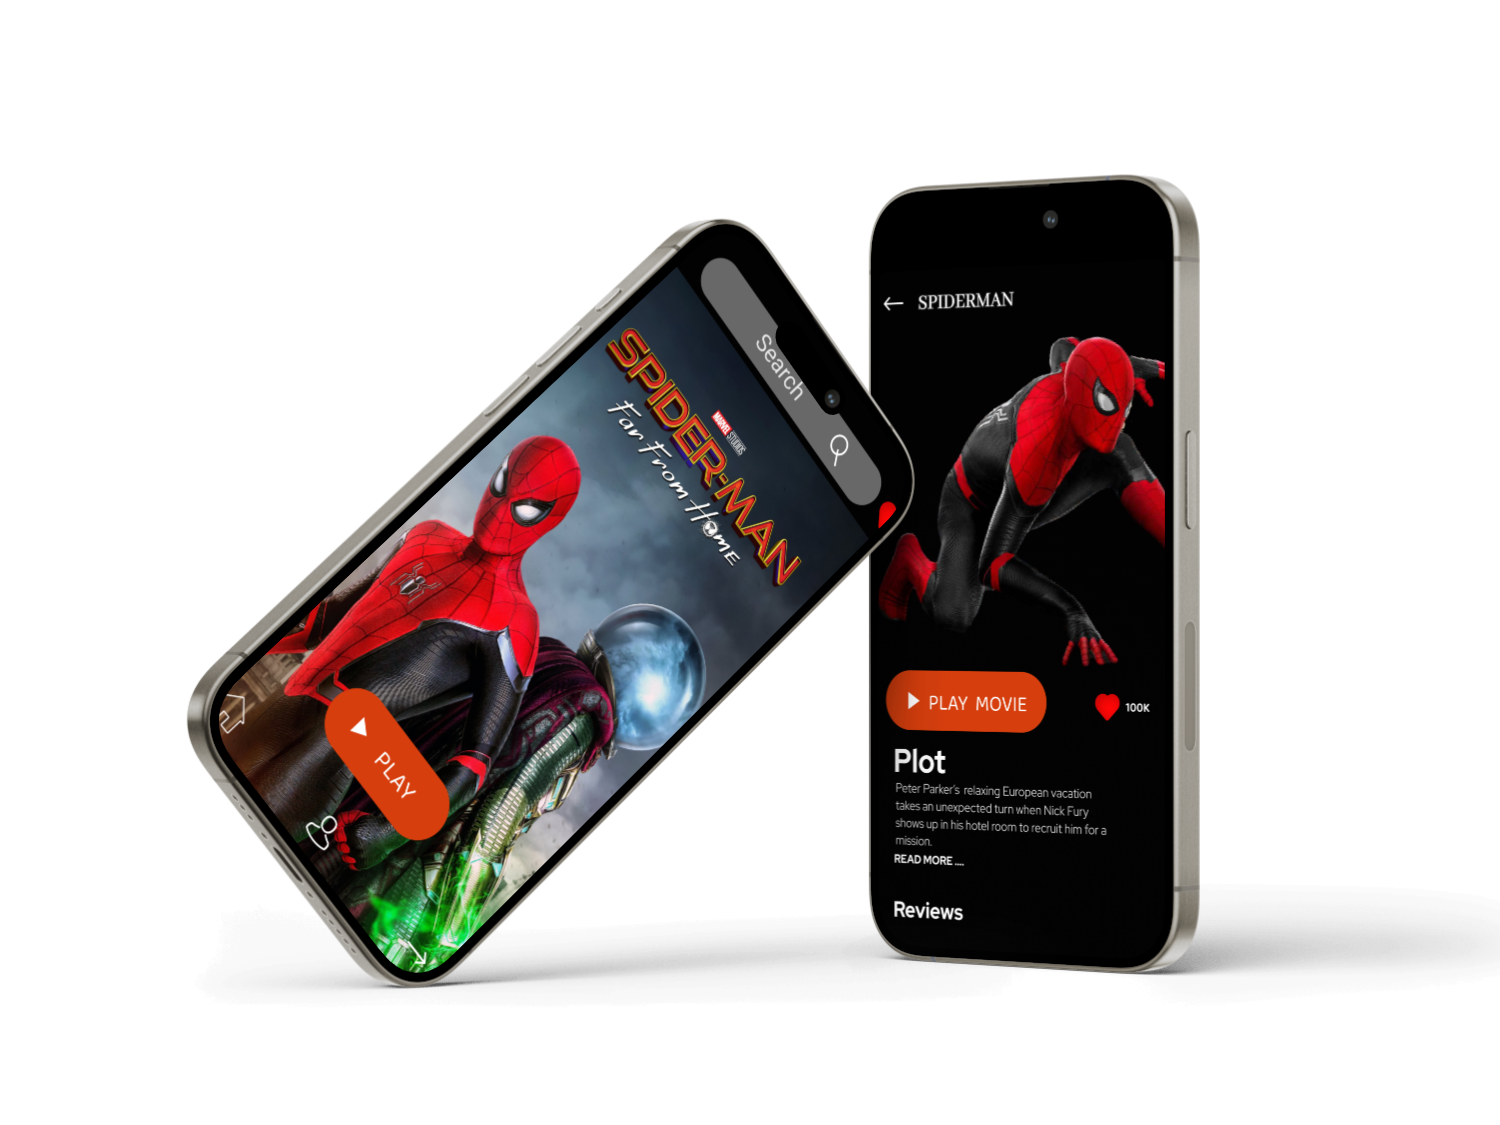 Search
MARVEL STUDIOS
SPIDER-MAN
Far From Home
PLAY
SPIDERMAN
PLAY MOVIE
100K
Plot
Peter Parker's relaxing European vacation
takes an unexpected turn when Nick Fury
shows up in his hotel room to recruit him for a
mission.
READ MORE ....
Reviews